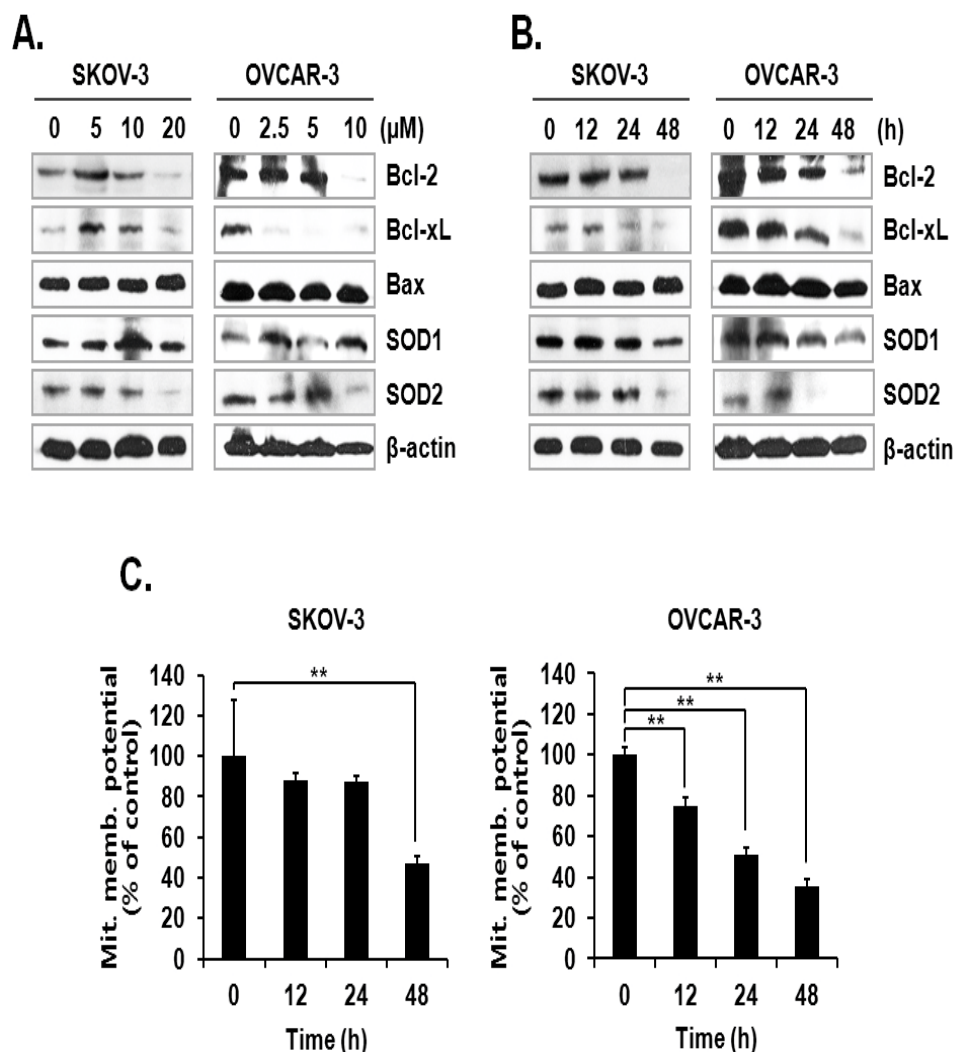 A.
SKOV-3 OVCAR-3
0 5 10 20 0 2.5 5 10 (μM)
Bcl-2
Bcl-xL
Bax
SOD1
SOD2
β-actin
B.
SKOV-3 OVCAR-3
0 12 24 48 0 12 24 48 (h)
Bcl-2
Bcl-xL
Bax
SOD1
SOD2
β-actin
C.
SKOV-3
Mit. memb. potential
(% of control)
140
120
100
80
60
40
20
0
**
0 12 24 48
Time (h)
OVCAR-3
Mit. memb. potential
(% of control)
140
120
100
80
60
40
20
0
**
**
**
0 12 24 48
Time (h)